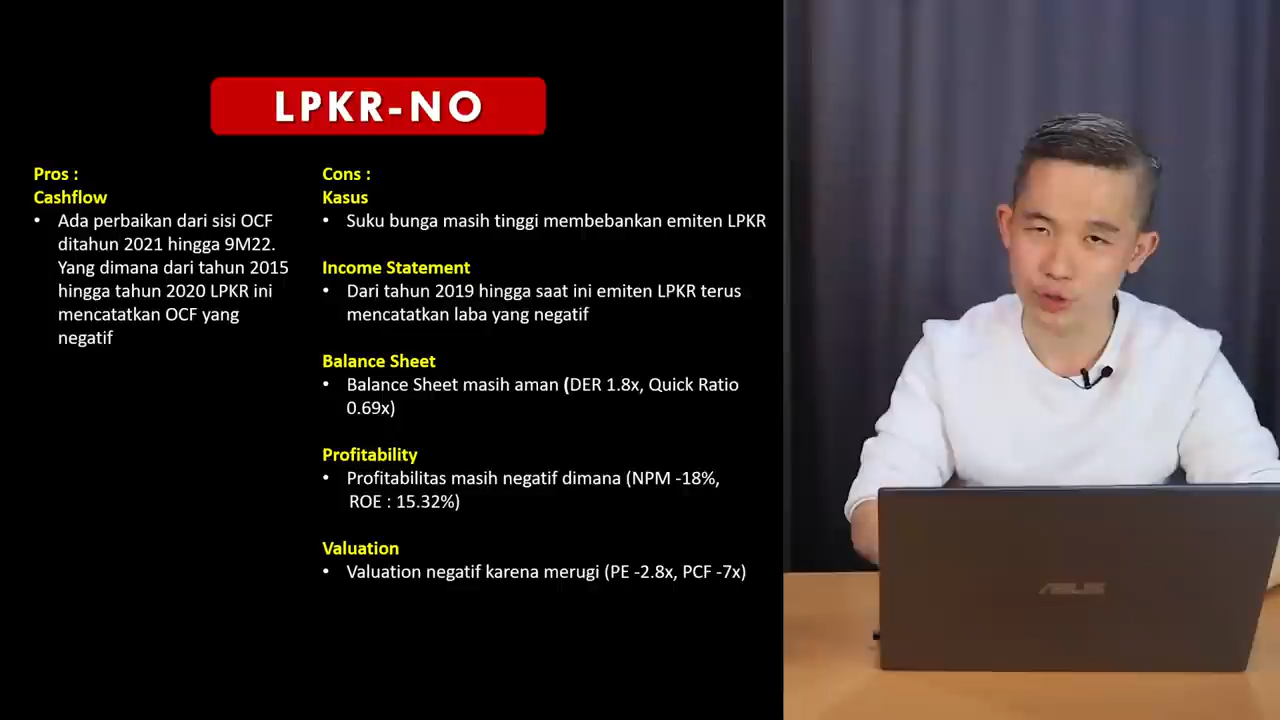 LPKR-NO
Pros :
Cashflow
• Ada perbaikan dari sisi OCF
ditahun 2021 hingga 9M22.
Yang dimana dari tahun 2015
hingga tahun 2020 LPKR ini
mencatatkan OCF yang
negatif
Cons :
Kasus
• Suku bunga masih tinggi membebankan emiten LPKR
Income Statement
• Dari tahun 2019 hingga saat ini emiten LPKR terus
mencatatkan laba yang negatif
Balance Sheet
• Balance Sheet masih aman (DER 1.8x, Quick Ratio
0.69x)
Profitability
• Profitabilitas masih negatif dimana (NPM -18%,
ROE : 15.32%)
Valuation
• Valuation negatif karena merugi (PE -2.8x, PCF -7x)
ASUS